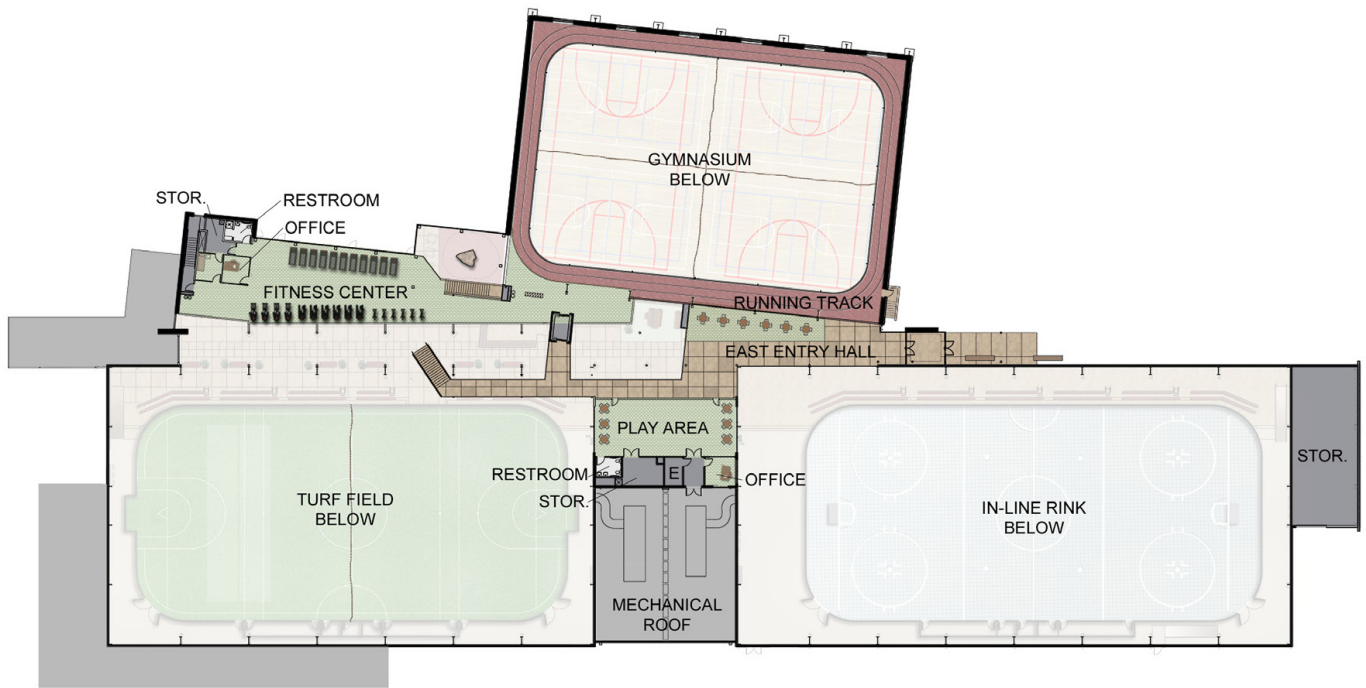 GYMNASIUM
BELOW
STOR.
RESTROOM
OFFICE
FITNESS CENTER
RUNNING TRACK
EAST ENTRY HALL
PLAY AREA
RESTROOM
E
OFFICE
STOR.
STOR.
TURF FIELD
BELOW
IN-LINE RINK
BELOW
MECHANICAL
ROOF